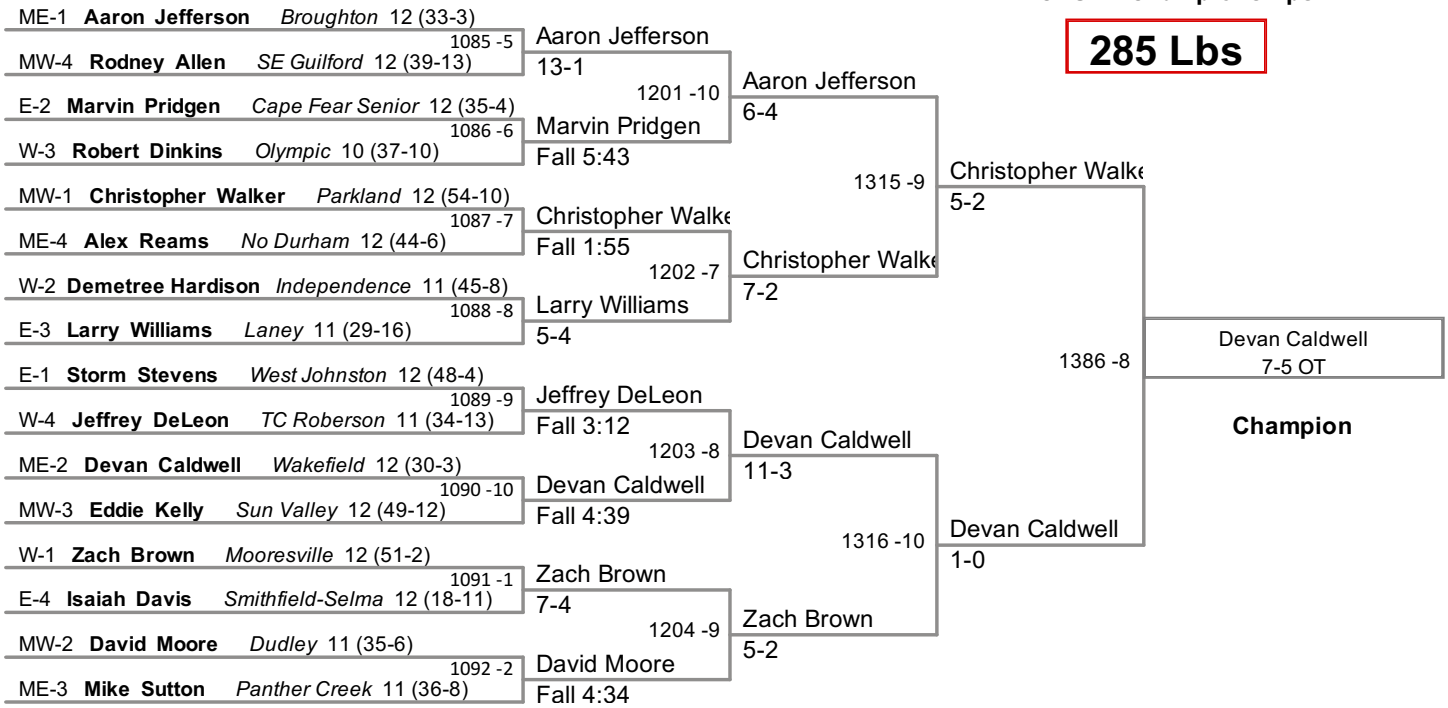 285 Lbs
ME-1 Aaron Jefferson Broughton 12 (33-3)
1085 -5
MW-4 Rodney Allen SE Guilford 12 (39-13)
E-2 Marvin Pridgen Cape Fear Senior 12 (35-4)
1086 -6
W-3 Robert Dinkins Olympic 10 (37-10)
MW-1 Christopher Walker Parkland 12 (54-10)
1087 -7
ME-4 Alex Reams No Durham 12 (44-6)
W-2 Demetree Hardison Independence 11 (45-8)
1088 -8
E-3 Larry Williams Laney 11 (29-16)
E-1 Storm Stevens West Johnston 12 (48-4)
1089 -9
W-4 Jeffrey DeLeon TC Roberson 11 (34-13)
ME-2 Devan Caldwell Wakefield 12 (30-3)
1090 -10
MW-3 Eddie Kelly Sun Valley 12 (49-12)
W-1 Zach Brown Mooresville 12 (51-2)
1091 -1
E-4 Isaiah Davis Smithfield-Selma 12 (18-11)
MW-2 David Moore Dudley 11 (35-6)
1092 -2
ME-3 Mike Sutton Panther Creek 11 (36-8)
Aaron Jefferson
13-1
1201 -10
Marvin Pridgen
Fall 5:43
Christopher Walke
Fall 1:55
1202 -7
Larry Williams
5-4
Jeffrey DeLeon
Fall 3:12
1203 -8
Devan Caldwell
Fall 4:39
Zach Brown
7-4
1204 -9
David Moore
Fall 4:34
Aaron Jefferson
6-4
1315 -9
Christopher Walke
7-2
Devan Caldwell
11-3
1316 -10
Zach Brown
5-2
Christopher Walke
5-2
1386 -8
Devan Caldwell
1-0
Devan Caldwell
7-5 OT
Champion